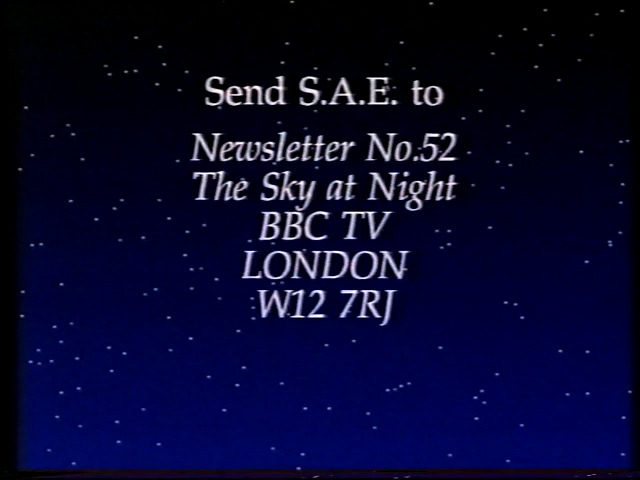 Send S.A.E. to
Newsletter No.52
The Sky at Night
BBC TV
LONDON
W12 7RJ